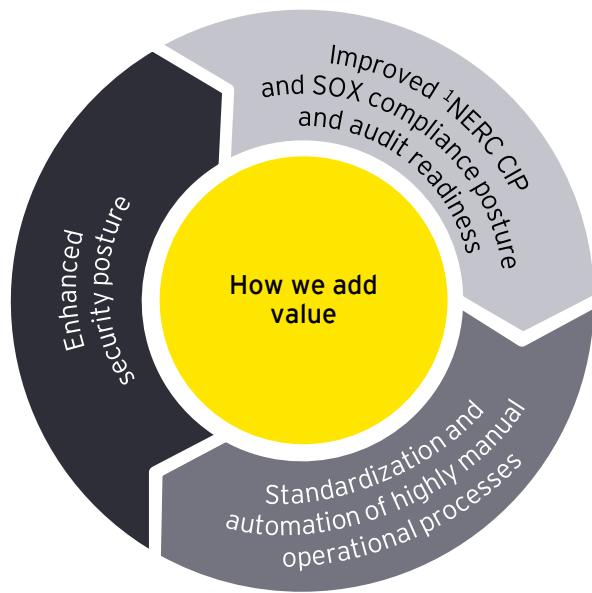 Improved ¹NERC CIP
and SOX compliance posture
and audit readiness
Enhanced
security posture
How we add
value
Standardization and
automation of highly manual
operational processes